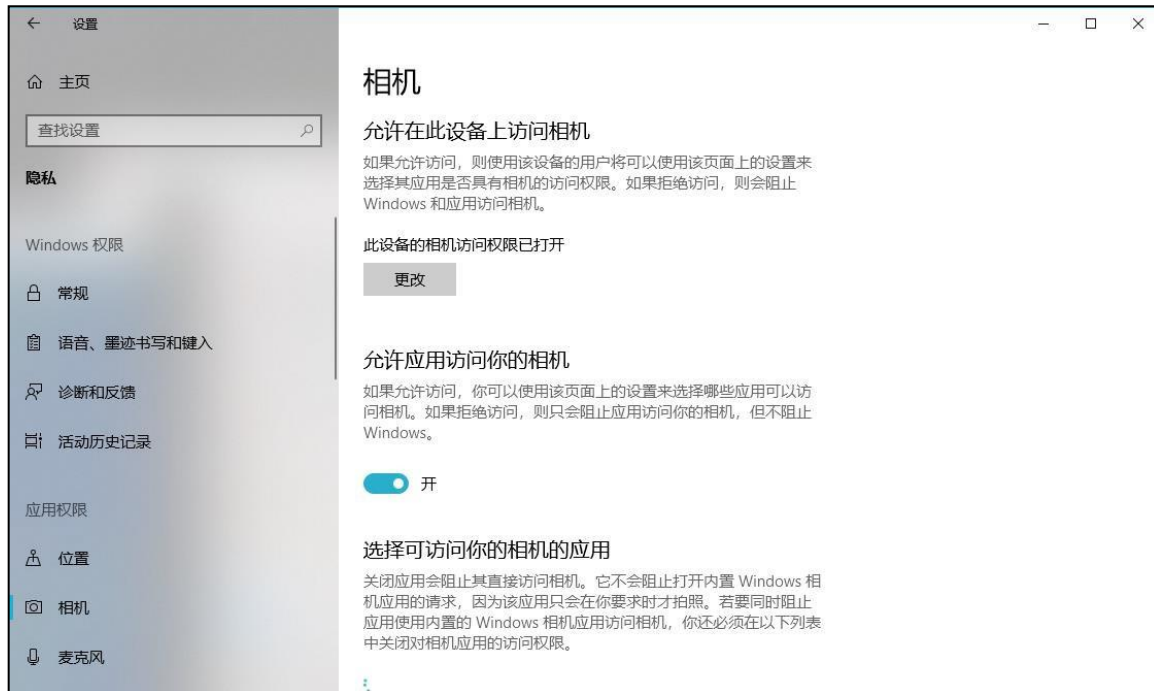 设置
主页
查找设置
隐私
Windows 权限
常规
语音、墨迹书写和键入
诊断和反馈
活动历史记录
应用权限
位置
相机
麦克风
相机
允许在此设备上访问相机
如果允许访问，则使用该设备的用户将可以使用该页面上的设置来
选择其应用是否具有相机的访问权限。如果拒绝访问，则会阻止
Windows 和应用访问相机。
此设备的相机访问权限已打开
更改
允许应用访问你的相机
如果允许访问，你可以使用该页面上的设置来选择哪些应用可以访
问相机。如果拒绝访问，则只会阻止应用访问你的相机，但不阻止
Windows。
开
选择可访问你的相机的应用
关闭应用会阻止其直接访问相机。它不会阻止打开内置 Windows 相
机应用的请求，因为该应用只会在你要求时才拍照。若要同时阻止
应用使用内置的 Windows 相机应用访问相机，你还必须在以下列表
中关闭对相机应用的访问权限。